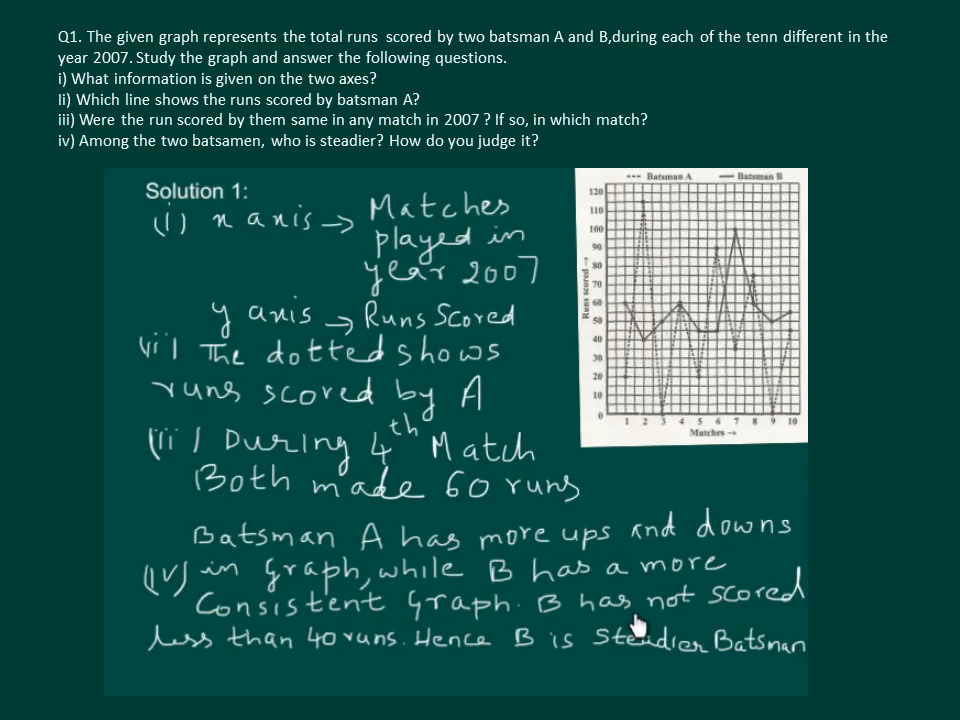 Q1. The given graph represents the total runs scored by two batsman A and B,during each of the tenn different in the
year 2007. Study the graph and answer the following questions.
i) What information is given on the two axes?
Ii) Which line shows the runs scored by batsman A?
iii) Were the run scored by them same in any match in 2007 ? If so, in which match?
iv) Among the two batsamen, who is steadier? How do you judge it?
Solution 1:
(i) x axis → Matches
played in
year 2007
y axis → Runs Scored
(ii) The dotted shows
runs scored by A
(iii) During 4th Match
Both made 60 runs
Batsman A has more ups and downs
(iv) in graph, while B has a more
Consistent Graph. B has not scored
less than 40 runs. Hence B is Steadier Batsman
--- Batsman A — Batsman B
120
110
100
90
80
70
60
50
40
30
20
10
0
Runs scored →
1 2 3 4 5 6 7 8 9 10
Matches →